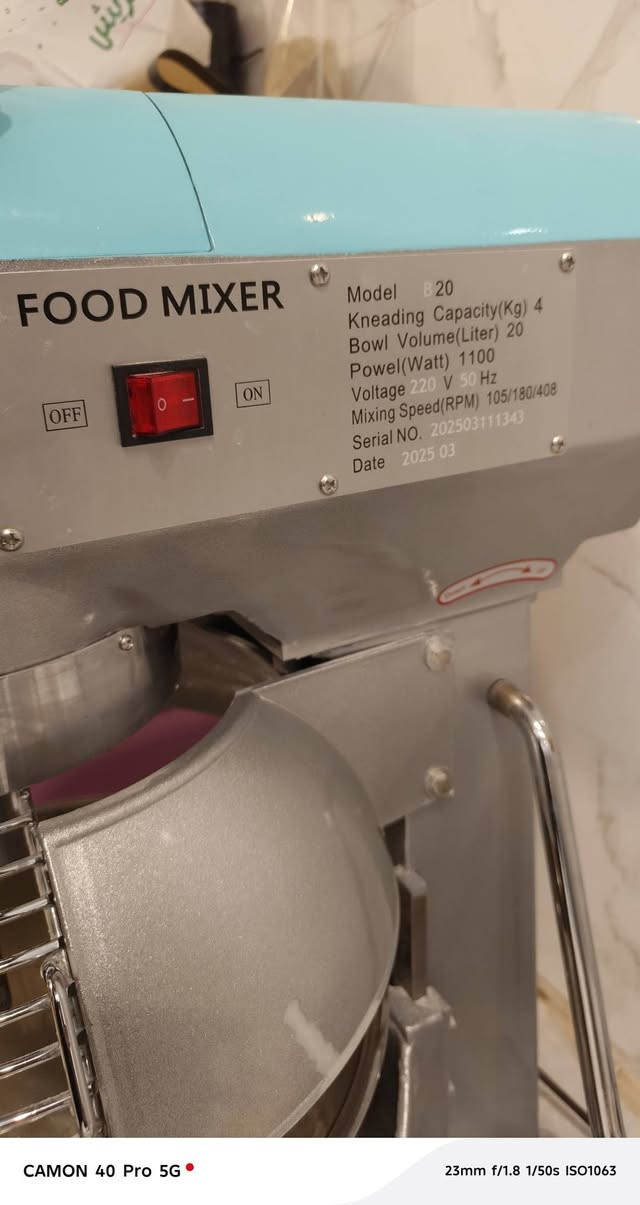 FOOD MIXER
OFF
ON
Model B20
Kneading Capacity(Kg) 4
Bowl Volume(Liter) 20
Powel(Watt) 1100
Voltage 220 V 50 Hz
Mixing Speed(RPM) 105/180/408
Serial NO. 202503111343
Date 2025 03
CAMON 40 Pro 5G
23mm f/1.8 1/50s ISO1063